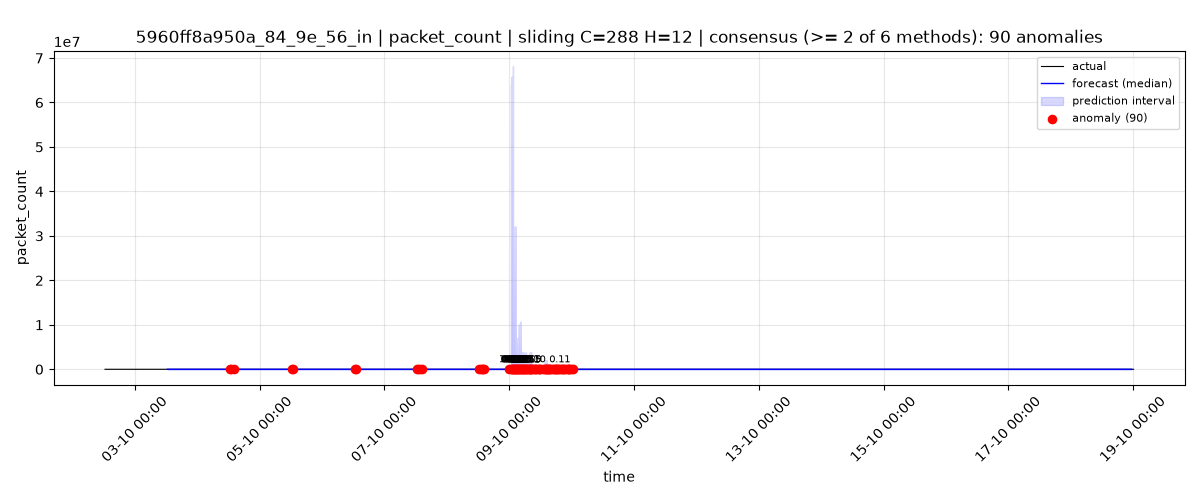 5960ff8a950a_84_9e_56_in | packet_count | sliding C=288 H=12 | consensus (>= 2 of 6 methods): 90 anomalies
1e7
7
6
5
4
3
2
1
0
packet_count
actual
forecast (median)
prediction interval
anomaly (90)
0.11
03-10 00:00
05-10 00:00
07-10 00:00
09-10 00:00
11-10 00:00
13-10 00:00
15-10 00:00
17-10 00:00
19-10 00:00
time